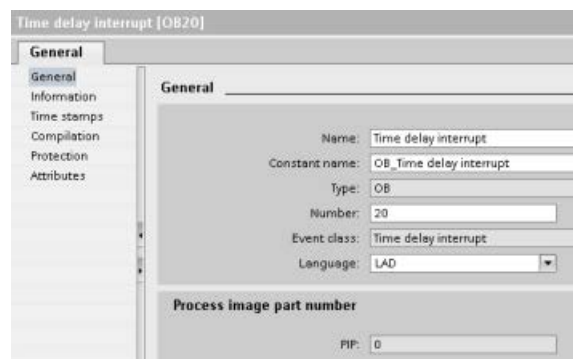 Time delay interrupt [OB20]
General
General
Information
Time stamps
Compilation
Protection
Attributes
General
Name: Time delay interrupt
Constant name: OB_Time delay interrupt
Type: OB
Number: 20
Event class: Time delay interrupt
Language: LAD
Process image part number
PIP: 0